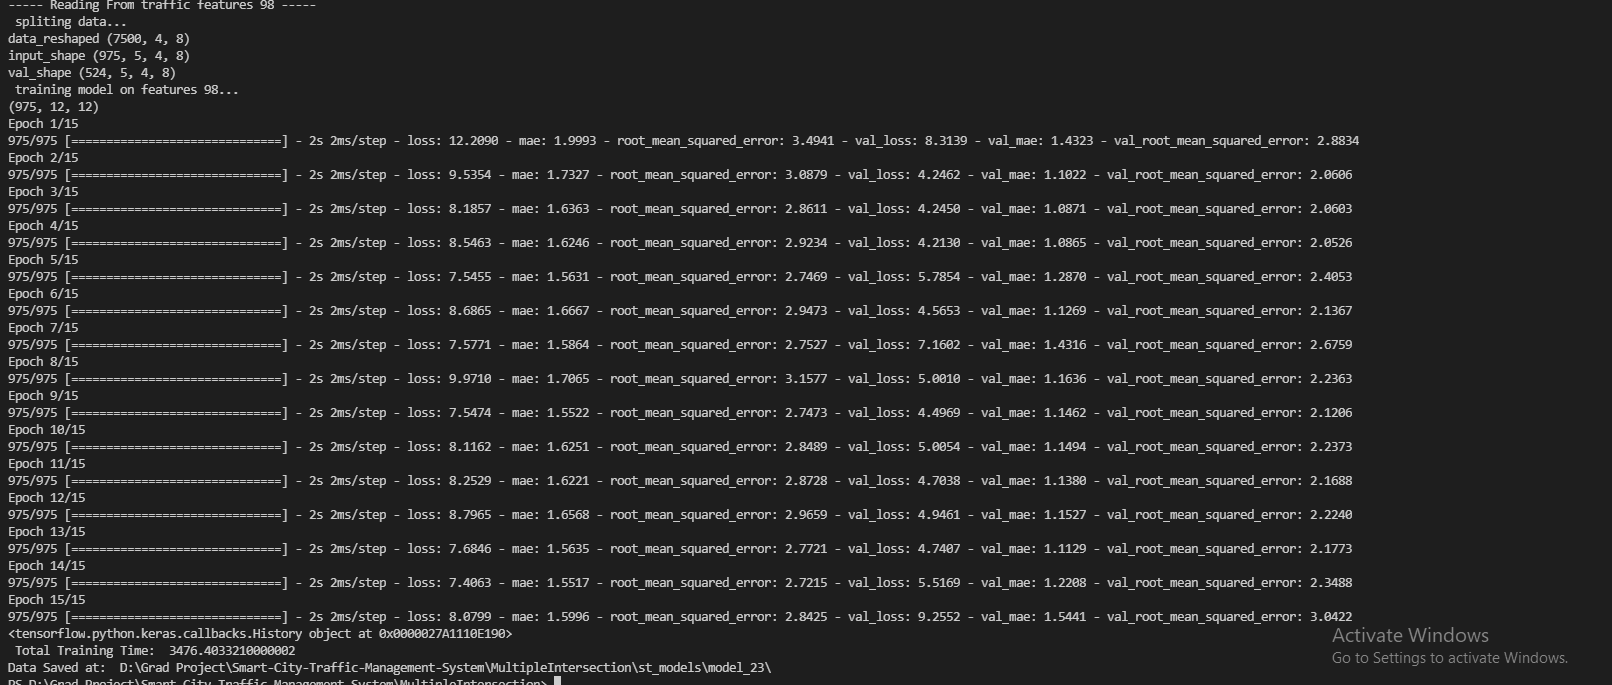 ----- Reading From traffic features 98 -----
spliting data...
data_reshaped (7500, 4, 8)
input_shape (975, 5, 4, 8)
val_shape (524, 5, 4, 8)
training model on features 98...
(975, 12, 12)
Epoch 1/15
975/975 [==============================] - 2s 2ms/step - loss: 12.2090 - mae: 1.9993 - root_mean_squared_error: 3.4941 - val_loss: 8.3139 - val_mae: 1.4323 - val_root_mean_squared_error: 2.8834
Epoch 2/15
975/975 [==============================] - 2s 2ms/step - loss: 9.5354 - mae: 1.7327 - root_mean_squared_error: 3.0879 - val_loss: 4.2462 - val_mae: 1.1022 - val_root_mean_squared_error: 2.0606
Epoch 3/15
975/975 [==============================] - 2s 2ms/step - loss: 8.1857 - mae: 1.6363 - root_mean_squared_error: 2.8611 - val_loss: 4.2450 - val_mae: 1.0871 - val_root_mean_squared_error: 2.0603
Epoch 4/15
975/975 [==============================] - 2s 2ms/step - loss: 8.5463 - mae: 1.6246 - root_mean_squared_error: 2.9234 - val_loss: 4.2130 - val_mae: 1.0865 - val_root_mean_squared_error: 2.0526
Epoch 5/15
975/975 [==============================] - 2s 2ms/step - loss: 7.5455 - mae: 1.5631 - root_mean_squared_error: 2.7469 - val_loss: 5.7854 - val_mae: 1.2870 - val_root_mean_squared_error: 2.4053
Epoch 6/15
975/975 [==============================] - 2s 2ms/step - loss: 8.6865 - mae: 1.6667 - root_mean_squared_error: 2.9473 - val_loss: 4.5653 - val_mae: 1.1269 - val_root_mean_squared_error: 2.1367
Epoch 7/15
975/975 [==============================] - 2s 2ms/step - loss: 7.5771 - mae: 1.5864 - root_mean_squared_error: 2.7527 - val_loss: 7.1602 - val_mae: 1.4316 - val_root_mean_squared_error: 2.6759
Epoch 8/15
975/975 [==============================] - 2s 2ms/step - loss: 9.9710 - mae: 1.7065 - root_mean_squared_error: 3.1577 - val_loss: 5.0010 - val_mae: 1.1636 - val_root_mean_squared_error: 2.2363
Epoch 9/15
975/975 [==============================] - 2s 2ms/step - loss: 7.5474 - mae: 1.5522 - root_mean_squared_error: 2.7473 - val_loss: 4.4969 - val_mae: 1.1462 - val_root_mean_squared_error: 2.1206
Epoch 10/15
975/975 [==============================] - 2s 2ms/step - loss: 8.1162 - mae: 1.6251 - root_mean_squared_error: 2.8489 - val_loss: 5.0054 - val_mae: 1.1494 - val_root_mean_squared_error: 2.2373
Epoch 11/15
975/975 [==============================] - 2s 2ms/step - loss: 8.2529 - mae: 1.6221 - root_mean_squared_error: 2.8728 - val_loss: 4.7038 - val_mae: 1.1380 - val_root_mean_squared_error: 2.1688
Epoch 12/15
975/975 [==============================] - 2s 2ms/step - loss: 8.7965 - mae: 1.6568 - root_mean_squared_error: 2.9659 - val_loss: 4.9461 - val_mae: 1.1527 - val_root_mean_squared_error: 2.2240
Epoch 13/15
975/975 [==============================] - 2s 2ms/step - loss: 7.6846 - mae: 1.5635 - root_mean_squared_error: 2.7721 - val_loss: 4.7407 - val_mae: 1.1129 - val_root_mean_squared_error: 2.1773
Epoch 14/15
975/975 [==============================] - 2s 2ms/step - loss: 7.4063 - mae: 1.5517 - root_mean_squared_error: 2.7215 - val_loss: 5.5169 - val_mae: 1.2208 - val_root_mean_squared_error: 2.3488
Epoch 15/15
975/975 [==============================] - 2s 2ms/step - loss: 8.0799 - mae: 1.5996 - root_mean_squared_error: 2.8425 - val_loss: 9.2552 - val_mae: 1.5441 - val_root_mean_squared_error: 3.0422
<tensorflow.python.keras.callbacks.History object at 0x0000027A1110E190>
Total Training Time:  3476.4033210000002
Data Saved at:  D:\Grad Project\Smart-City-Traffic-Management-System\MultipleIntersection\st_models\model_23\
PS D:\Grad Project\Smart-City-Traffic-Management-System\MultipleIntersection>
Activate Windows
Go to Settings to activate Windows.